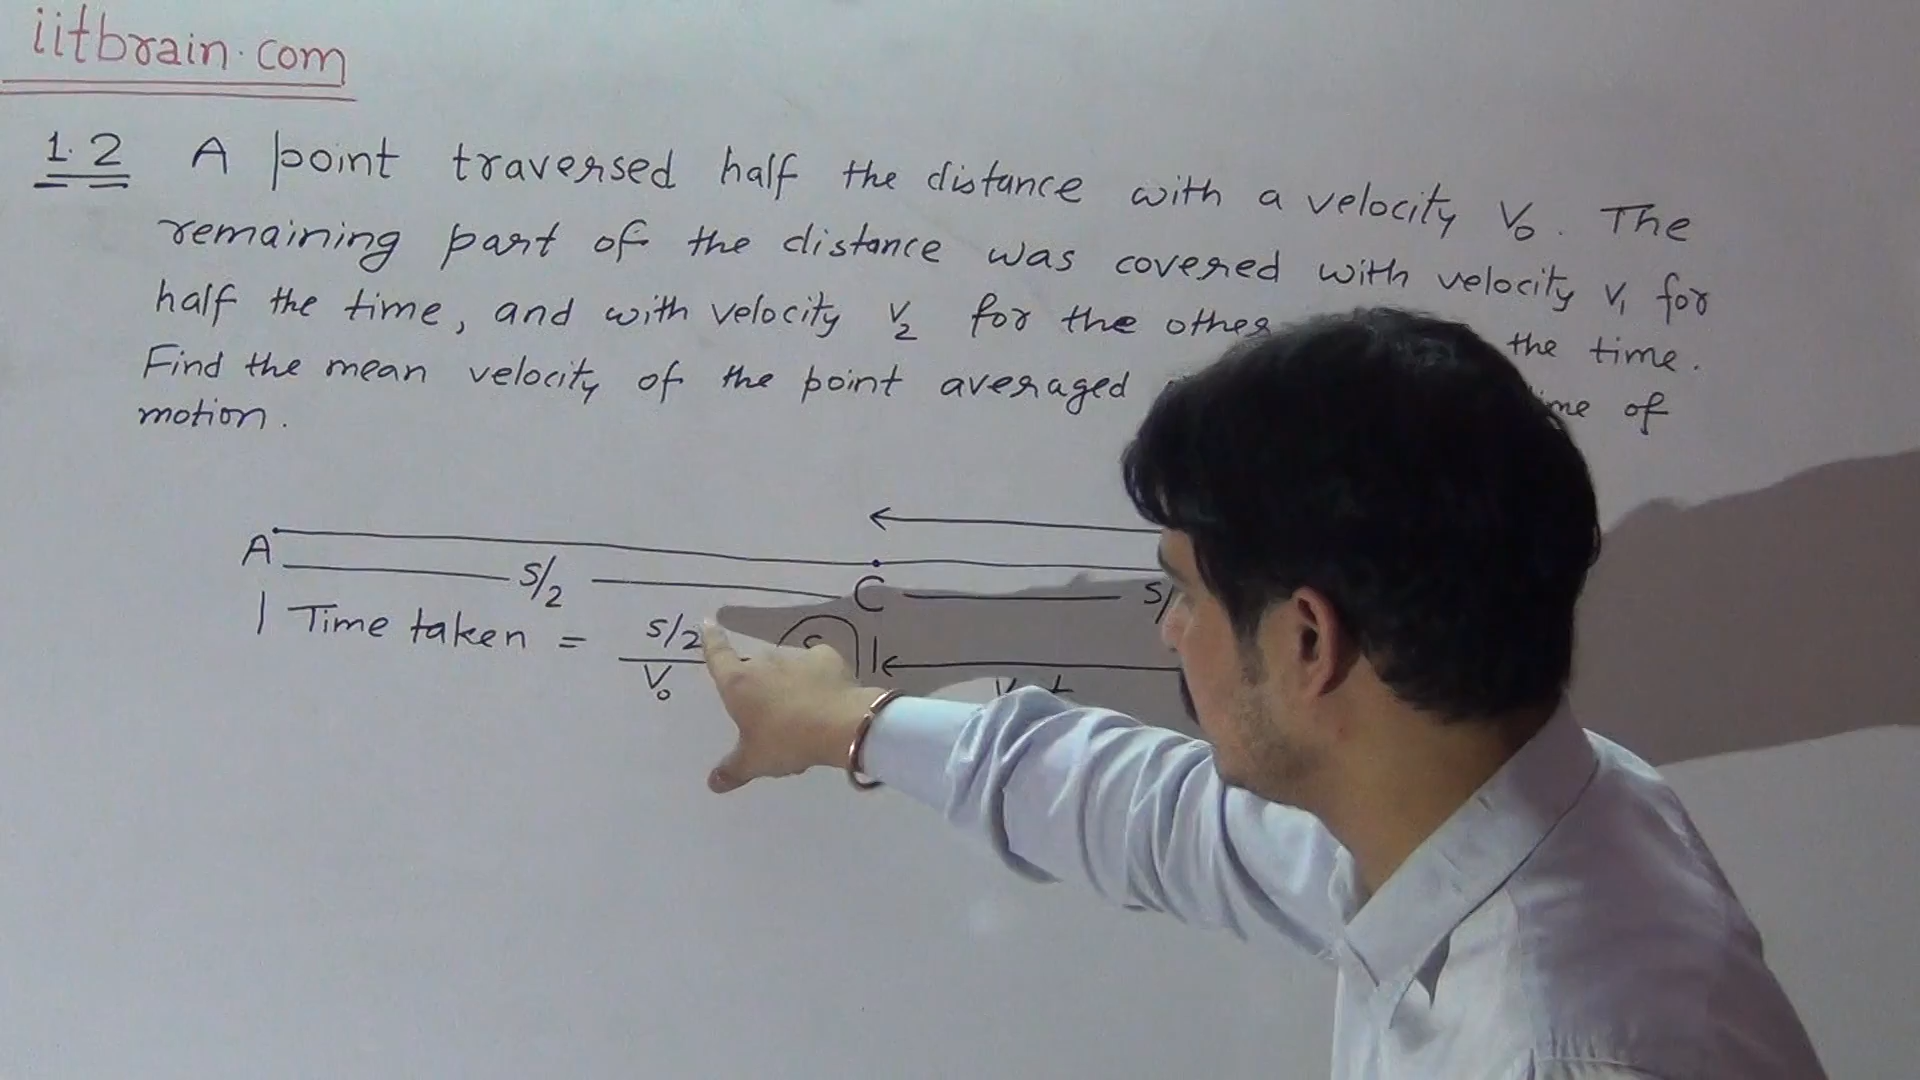 iitbrain.com
1.2 A point traversed half the distance with a velocity V₀. The
remaining part of the distance was covered with velocity V₁ for
half the time, and with velocity V₂ for the other the time.
Find the mean velocity of the point averaged of
motion.
A S/2 C S/
Time taken = S/2
V₀